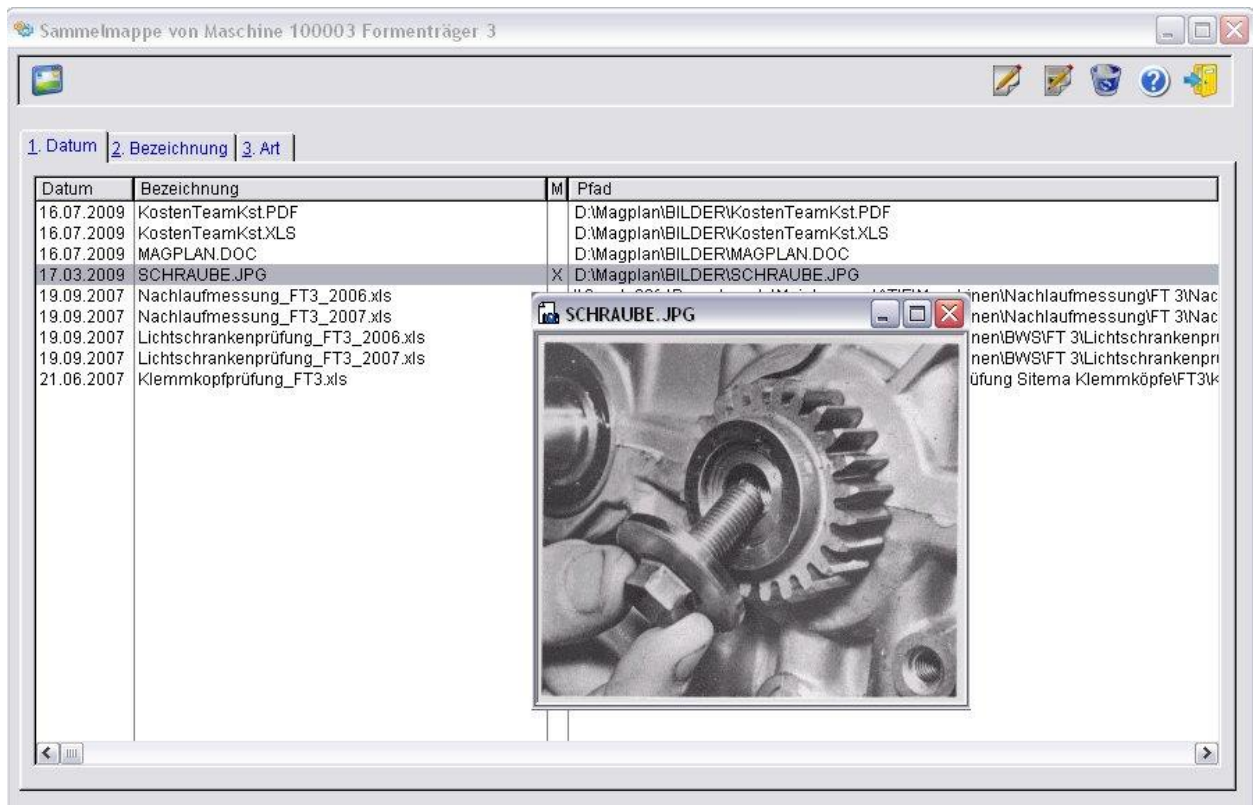 Sammelmappe von Maschine 100003 Formenträger 3
1. Datum 2. Bezeichnung 3. Art
Datum Bezeichnung M Pfad
16.07.2009 KostenTeamKst.PDF D:\Magplan\BILDER\KostenTeamKst.PDF
16.07.2009 KostenTeamKst.XLS D:\Magplan\BILDER\KostenTeamKst.XLS
16.07.2009 MAGPLAN.DOC D:\Magplan\BILDER\MAGPLAN.DOC
17.03.2009 SCHRAUBE.JPG X D:\Magplan\BILDER\SCHRAUBE.JPG
19.09.2007 Nachlaufmessung_FT3_2006.xls inen\Nachlaufmessung\FT 3\Nac
SCHRAUBE.JPG
19.09.2007 Nachlaufmessung_FT3_2007.xls nen\Nachlaufmessung\FT 3\Nac
19.09.2007 Lichtschrankenprüfung_FT3_2006.xls nen\BWS\FT 3\Lichtschrankenprü
19.09.2007 Lichtschrankenprüfung_FT3_2007.xls nen\BWS\FT 3\Lichtschrankenprü
21.06.2007 Klemmkopfprüfung_FT3.xls üfung Sitema Klemmköpfe\FT3\K